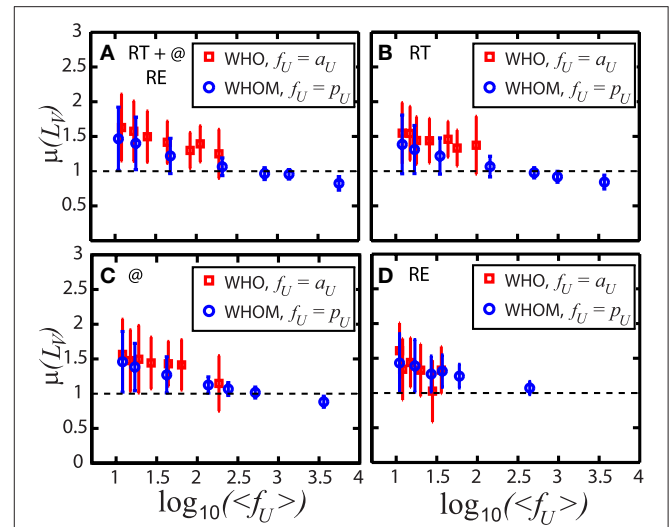 A RT + @
RE
WHO, f_U = a_U
WHOM, f_U = p_U
B RT
WHO, f_U = a_U
WHOM, f_U = p_U
3
2.5
2
1.5
1
0.5
μ(L_V)
C @
WHO, f_U = a_U
WHOM, f_U = p_U
D RE
WHO, f_U = a_U
WHOM, f_U = p_U
3
2.5
2
1.5
1
0.5
0
μ(L_V)
1 1.5 2 2.5 3 3.5 4
1 1.5 2 2.5 3 3.5 4
log10(<f_U>)
log10(<f_U>)